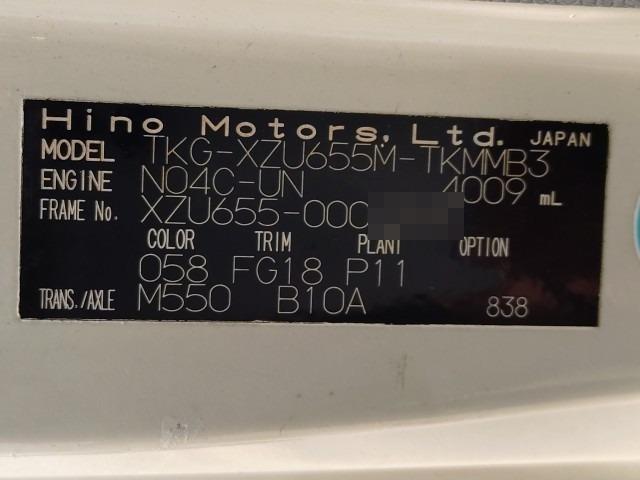 Hino Motors, Ltd. JAPAN
MODEL TKG-XZU655M-TKMMB3
ENGINE N04C-UN 4009 mL
FRAME No. XZU655-000
COLOR TRIM PLANT OPTION
058 FG18 P11
TRANS./AXLE M550 B10A 838